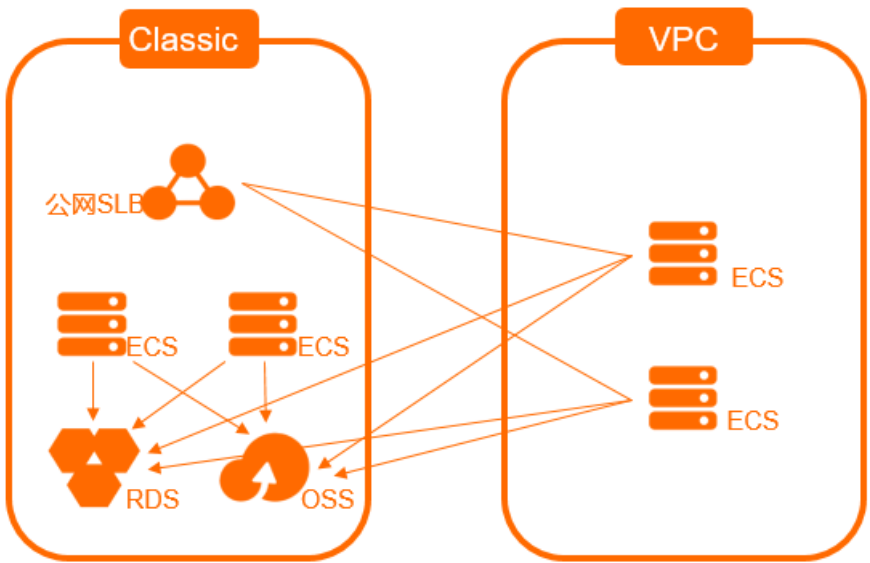 Classic
VPC
公网SLB
ECS
ECS
ECS
ECS
RDS
OSS